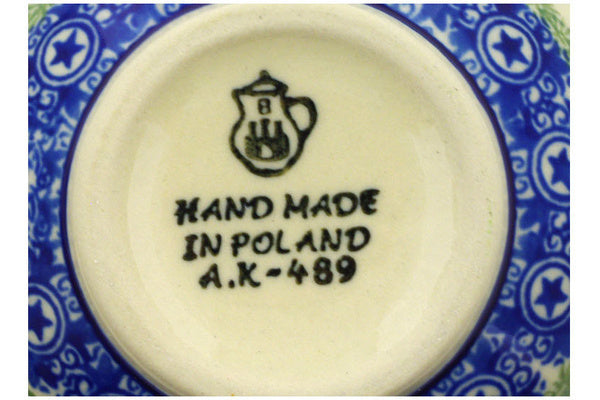 B
HAND MADE
IN POLAND
A.K-489